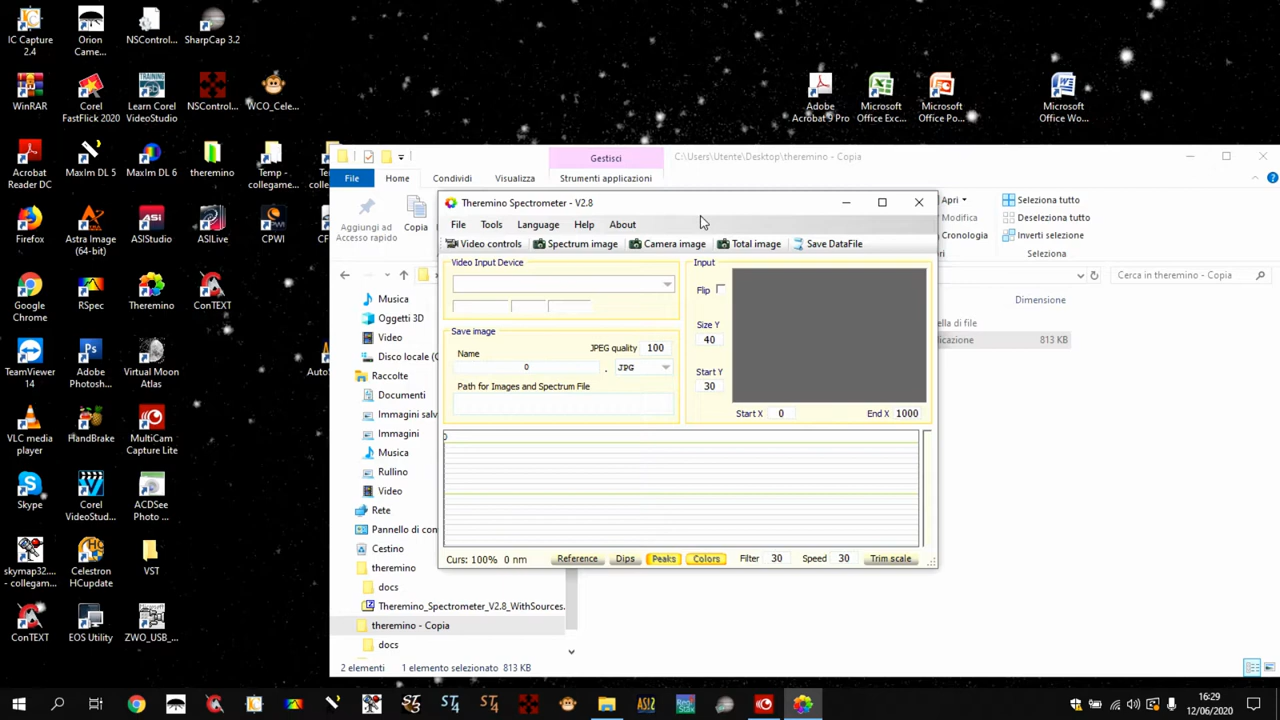 IC Capture
2.4
Orion
Came...
NSControl...
SharpCap 3.2
WinRAR
Corel
FastFlick 2020
Learn Corel
VideoStudio
NSControl...
WCO_Cele...
Adobe
Acrobat 9 Pro
Microsoft
Office Exc...
Microsoft
Office Po...
Microsoft
Office Wo...
Acrobat
Reader DC
MaxIm DL 5
MaxIm DL 6
theremino
Temp -
collegame...
Firefox
Astra Image
(64-bit)
ASIStudio
ASILive
CPWI
Google
Chrome
RSpec
Theremino
ConTEXT
TeamViewer
14
Adobe
Photosh...
Virtual Moon
Atlas
VLC media
player
HandBrake
MultiCam
Capture Lite
Skype
Corel
VideoStud...
ACDSee
Photo ...
skymap32....
- collegam...
Celestron
HCupdate
VST
ConTEXT
EOS Utility
ZWO_USB_...
Gestisci
C:\Users\Utente\Desktop\theremino - Copia
File
Home
Condividi
Visualizza
Strumenti applicazioni
Aggiungi ad
Accesso rapido
Copia
Apri
Modifica
Cronologia
Seleziona tutto
Deseleziona tutto
Inverti selezione
Seleziona
Cerca in theremino - Copia
Dimensione
813 KB
Musica
Oggetti 3D
Video
Disco locale (
Raccolte
Documenti
Immagini salv
Immagini
Musica
Rullino
Video
Rete
Pannello di con
Cestino
theremino
docs
Theremino_Spectrometer_V2.8_WithSources.
theremino - Copia
docs
2 elementi
1 elemento selezionato 813 KB
Theremino Spectrometer - V2.8
File
Tools
Language
Help
About
Video controls
Spectrum image
Camera image
Total image
Save DataFile
Video Input Device
Input
Flip
Size Y
40
Start Y
30
Start X
0
End X
1000
Save image
JPEG quality
100
Name
0
.
JPG
Path for Images and Spectrum File
Curs: 100% 0 nm
Reference
Dips
Peaks
Colors
Filter
30
Speed
30
Trim scale
16:29
12/06/2020